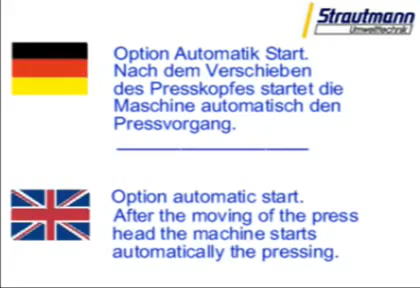 Strautmann
Umwelttechnik
Option Automatik Start.
Nach dem Verschieben
des Presskopfes startet die
Maschine automatisch den
Pressvorgang.
Option automatic start.
After the moving of the press
head the machine starts
automatically the pressing.